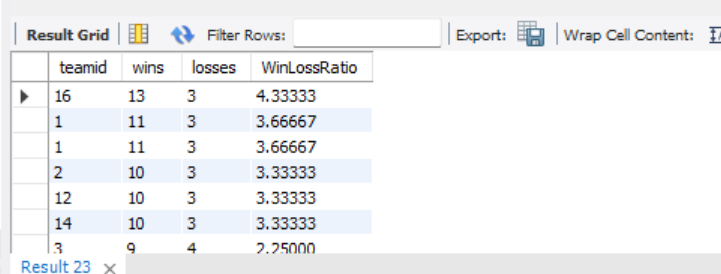 Result Grid Filter Rows: Export: Wrap Cell Content:
teamid wins losses WinLossRatio
16 13 3 4.33333
1 11 3 3.66667
1 11 3 3.66667
2 10 3 3.33333
12 10 3 3.33333
14 10 3 3.33333
3 9 4 2.25000
Result 23 ×